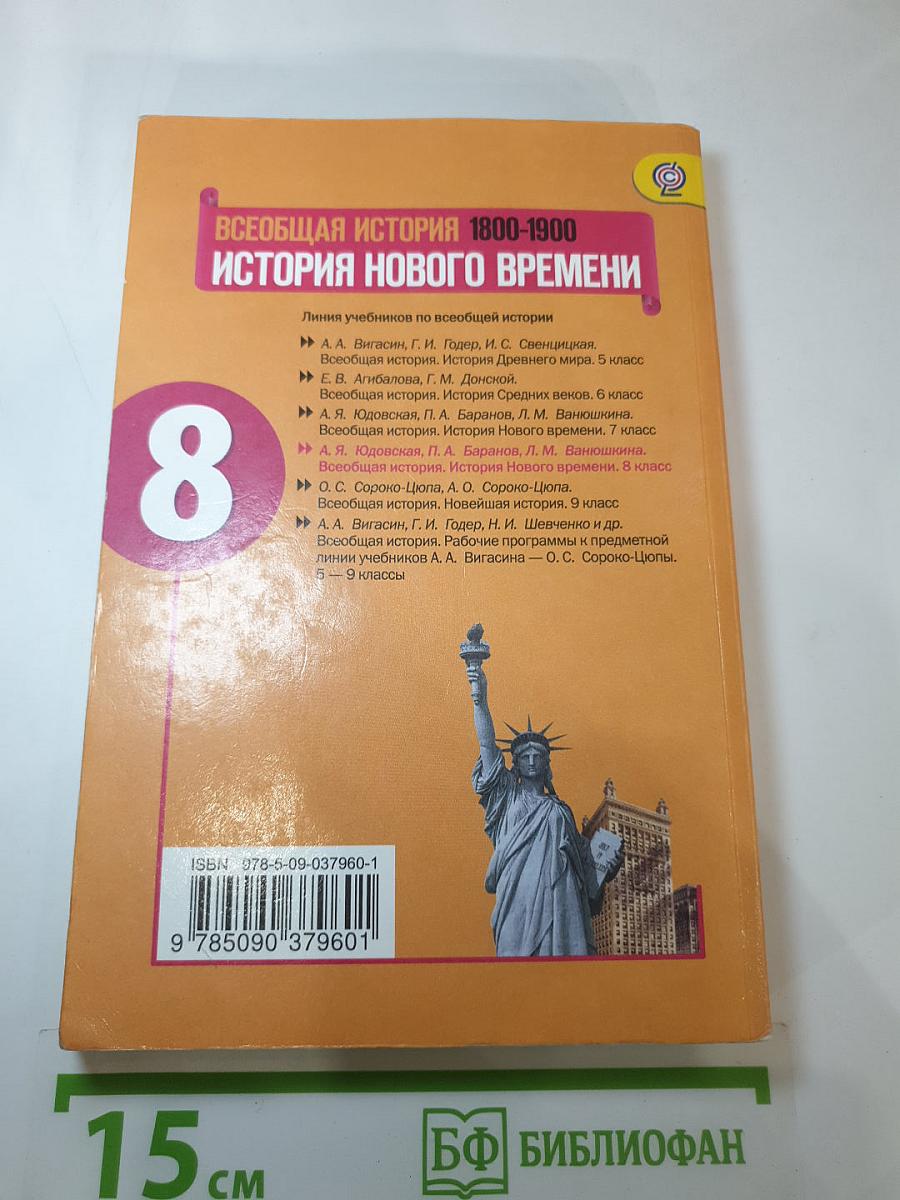 ВСЕОБЩАЯ ИСТОРИЯ 1800-1900
ИСТОРИЯ НОВОГО ВРЕМЕНИ
Линия учебников по всеобщей истории
А. А. Вигасин, Г. И. Годер, И. С. Свенцицкая.
Всеобщая история. История Древнего мира. 5 класс
Е. В. Агибалова, Г. М. Донской.
Всеобщая история. История Средних веков. 6 класс
А. Я. Юдовская, П. А. Баранов, Л. М. Ванюшкина.
Всеобщая история. История Нового времени. 7 класс
А. Я. Юдовская, П. А. Баранов, Л. М. Ванюшкина.
Всеобщая история. История Нового времени. 8 класс
О. С. Сороко-Цюпа, А. О. Сороко-Цюпа.
Всеобщая история. Новейшая история. 9 класс
А. А. Вигасин, Г. И. Годер, Н. И. Шевченко и др.
Всеобщая история. Рабочие программы к предметной
линии учебников А. А. Вигасина — О. С. Сороко-Цюпы.
5 — 9 классы
8
ISBN 978-5-09-037960-1
9 785090 379601
15 см
БФ БИБЛИОФАН